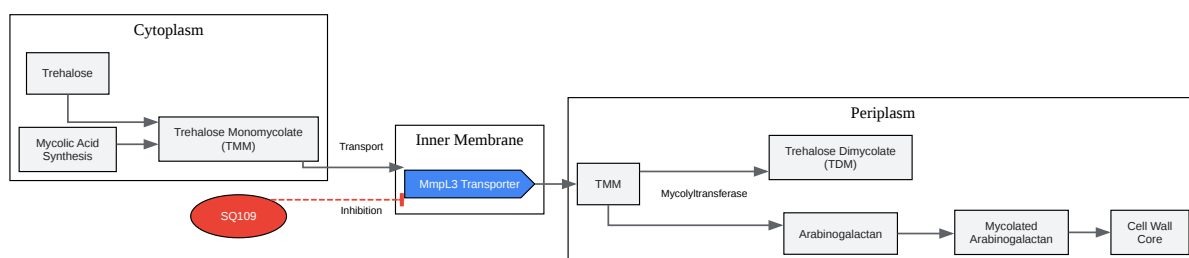 Cytoplasm
Trehalose
Mycolic Acid
Synthesis
Trehalose Monomycolate
(TMM)
Transport
Inner Membrane
MmpL3 Transporter
SQ109
Inhibition
Periplasm
TMM
Trehalose Dimycolate
(TDM)
Mycolyltransferase
Arabinogalactan
Mycolated
Arabinogalactan
Cell Wall
Core